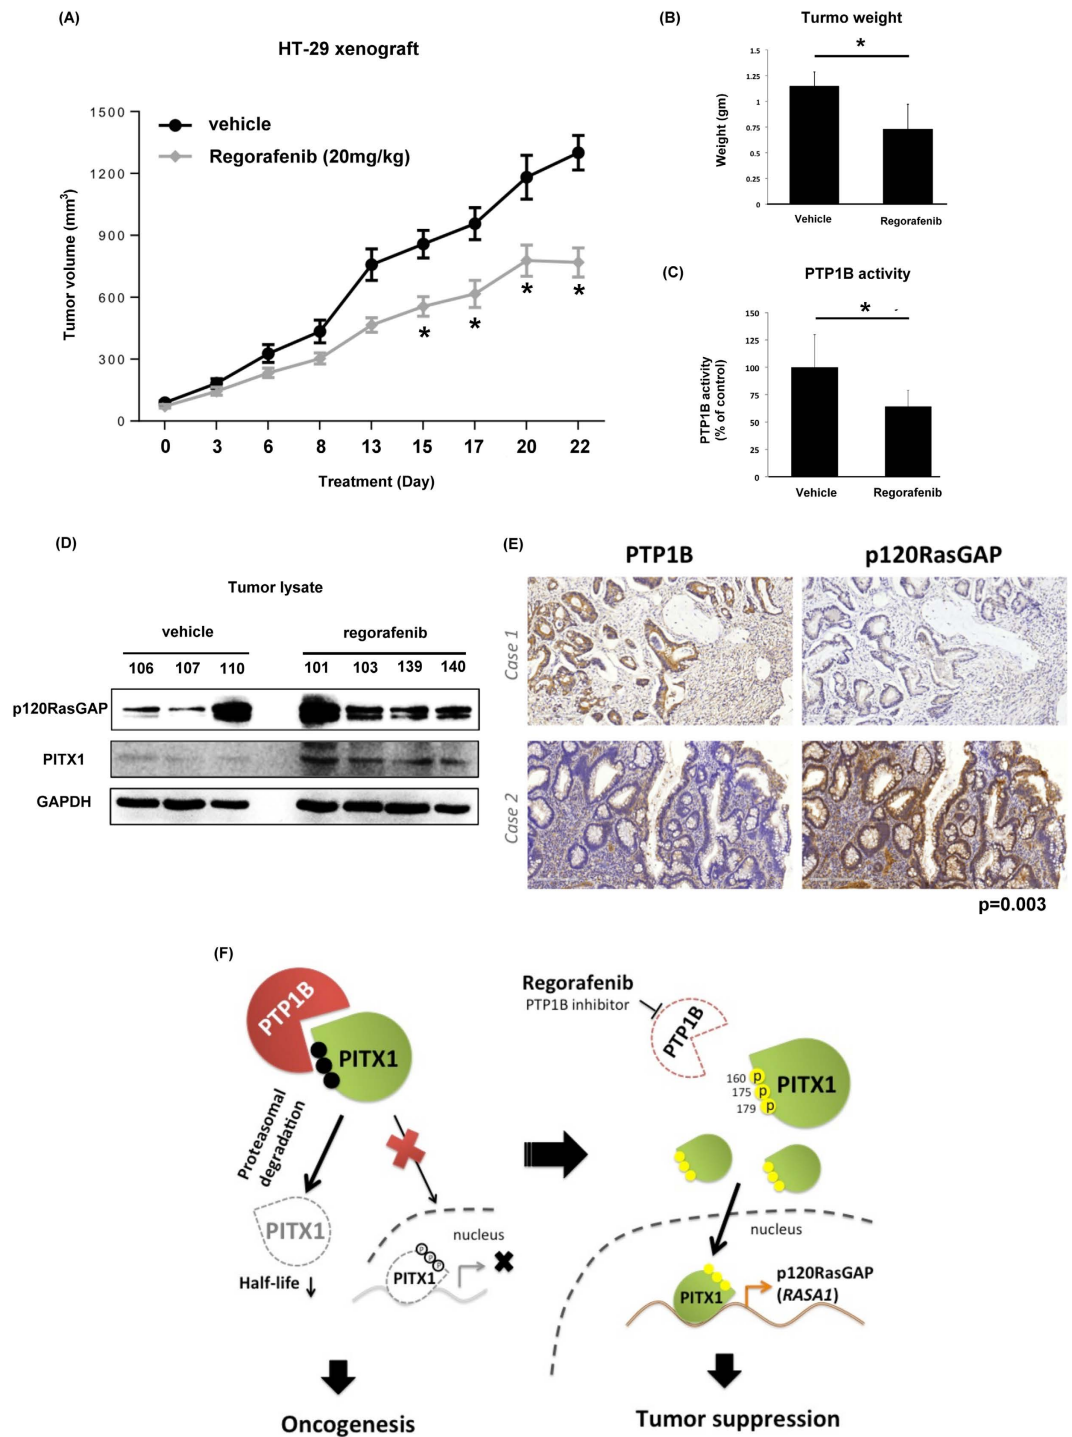 (A)
HT-29 xenograft
1500
1200
900
600
300
0
vehicle
Regorafenib (20mg/kg)
Tumor volume (mm³)
* * * *
0 3 6 8 13 15 17 20 22
Treatment (Day)
(B)
Turmo weight
*
1.5
1.25
1
0.75
0.5
0.25
0
Weight (gm)
Vehicle Regorafenib
(C)
PTP1B activity
*
150
125
100
75
50
25
0
PTP1B activity
(% of control)
Vehicle Regorafenib
(D)
Tumor lysate
vehicle regorafenib
106 107 110 101 103 139 140
p120RasGAP
PITX1
GAPDH
(E)
PTP1B p120RasGAP
Case 1
Case 2
p=0.003
(F)
PTP1B
PITX1
Proteasomal
degradation
PITX1
Half-life ↓
nucleus
P P P
PITX1
Oncogenesis
Regorafenib
PTP1B inhibitor
PTP1B
PITX1
160 p
175 p
179 p
nucleus
PITX1
p120RasGAP
(RASA1)
Tumor suppression